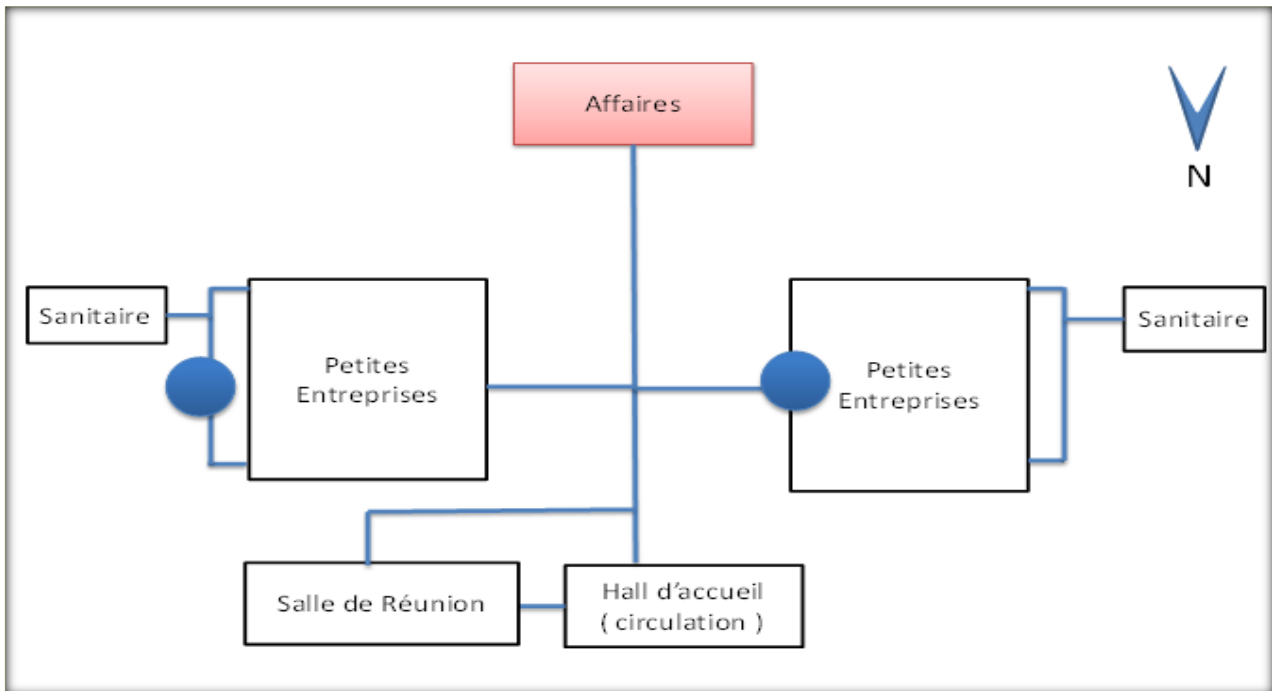 Affaires
N
Sanitaire
Petites
Entreprises
Petites
Entreprises
Sanitaire
Salle de Réunion
Hall d’accueil
( circulation )